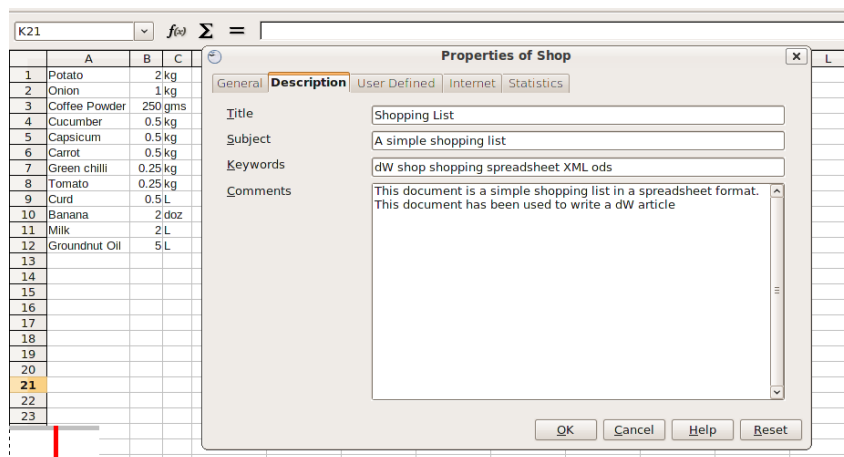 K21 f(x) Σ =
Properties of Shop
A B C L
1 Potato 2 kg
2 Onion 1 kg
3 Coffee Powder 250 gms
4 Cucumber 0.5 kg
5 Capsicum 0.5 kg
6 Carrot 0.5 kg
7 Green chilli 0.25 kg
8 Tomato 0.25 kg
9 Curd 0.5 L
10 Banana 2 doz
11 Milk 2 L
12 Groundnut Oil 5 L
13
14
15
16
17
18
19
20
21
22
23
General Description User Defined Internet Statistics
Title Shopping List
Subject A simple shopping list
Keywords dW shop shopping spreadsheet XML ods
Comments This document is a simple shopping list in a spreadsheet format.
This document has been used to write a dW article
OK Cancel Help Reset